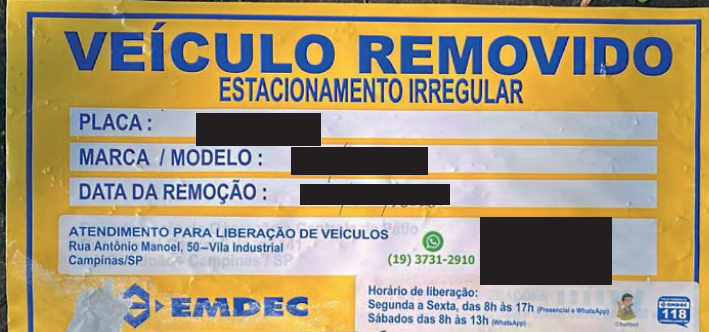 VEÍCULO REMOVIDO
ESTACIONAMENTO IRREGULAR
PLACA :
MARCA / MODELO :
DATA DA REMOÇÃO :
ATENDIMENTO PARA LIBERAÇÃO DE VEÍCULOS
Rua Antônio Manoel, 50–Vila Industrial
Campinas/SP
(19) 3731-2910
EMDEC
Horário de liberação:
Segunda a Sexta, das 8h às 17h (Presencial e WhatsApp)
Sábados das 8h às 13h (WhatsApp)
Chatbot
EMDEC
118